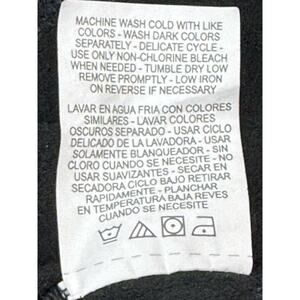 MACHINE WASH COLD WITH LIKE
COLORS - WASH DARK COLORS
SEPARATELY - DELICATE CYCLE -
USE ONLY NON-CHLORINE BLEACH
WHEN NEEDED - TUMBLE DRY LOW
REMOVE PROMPTLY - LOW IRON
ON REVERSE IF NECESSARY
LAVAR EN AGUA FRIA CON COLORES
SIMILARES - LAVAR COLORES
OSCUROS SEPARADO - USAR CICLO
DELICADO DE LA LAVADORA - USAR
SOLAMENTE BLANQUEADOR - SIN
CLORO CUANDO SE NECESITE - NO
USAR SUAVIZANTES - SECAR EN
SECADORA CICLO BAJO RETIRAR
RAPIDAMENTE - PLANCHAR
EN TEMPERATURA BAJA REVES
CUANDO SE NECESITE